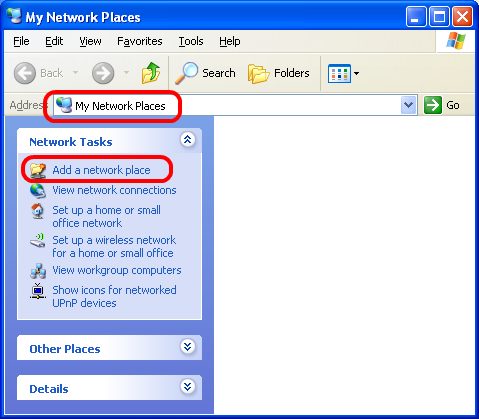 My Network Places
File Edit View Favorites Tools Help
Back Search Folders
Address My Network Places Go
Network Tasks
Add a network place
View network connections
Set up a home or small
office network
Set up a wireless network
for a home or small office
View workgroup computers
Show icons for networked
UPnP devices
Other Places
Details